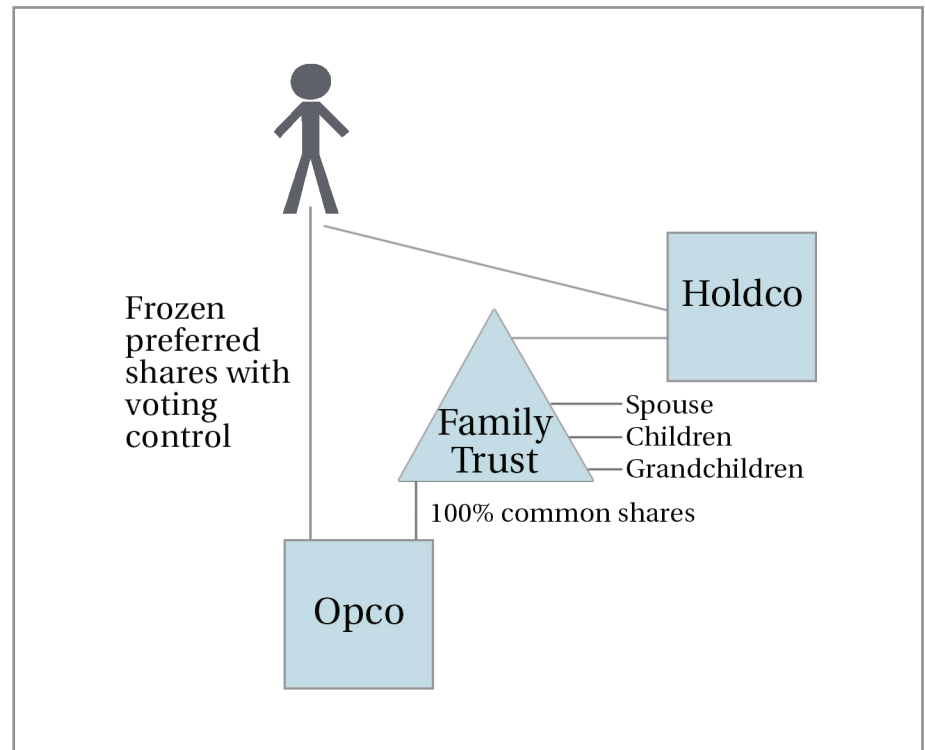 Holdco
Frozen
preferred
shares with
voting
control
Family
Trust
Spouse
Children
Grandchildren
100% common shares
Opco